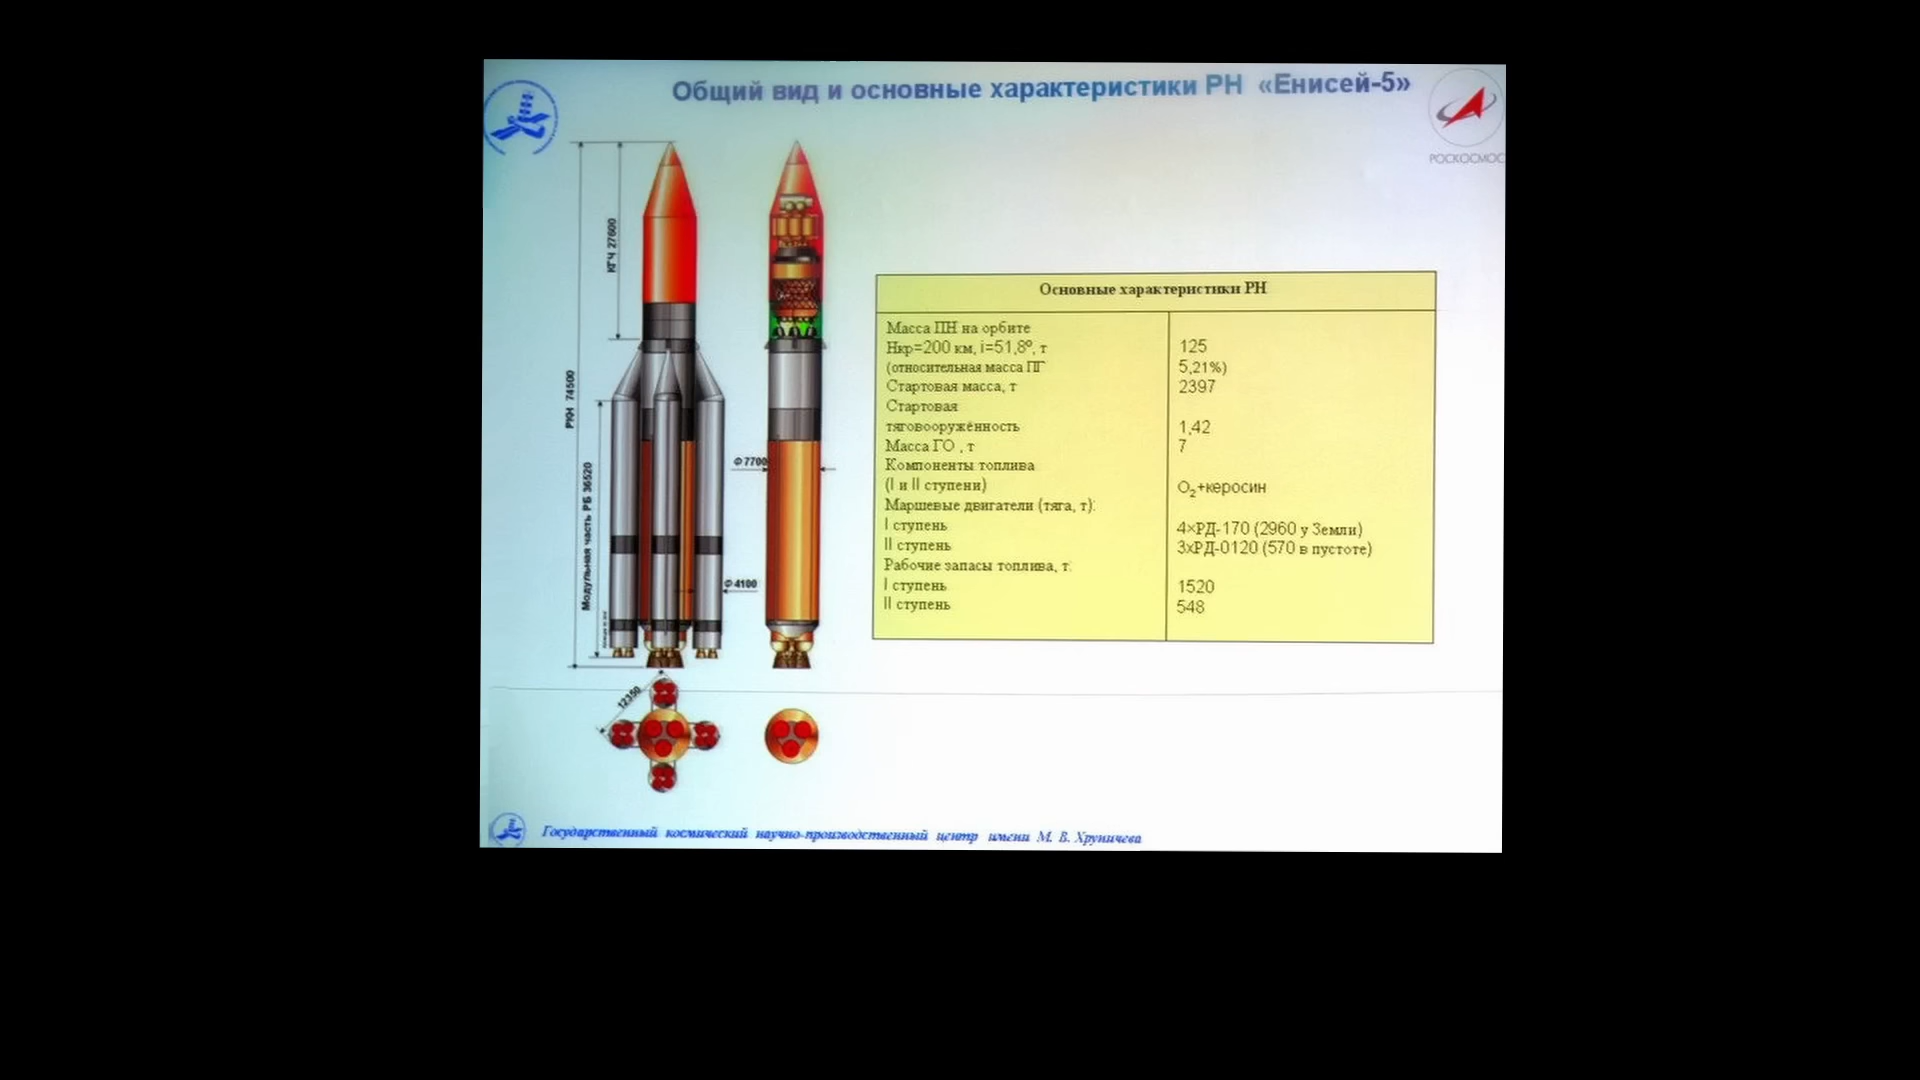 Общий вид и основные характеристики РН «Енисей-5»
РОСКОСМОС
КГЧ 27600
РКН 74500
Модульная часть РБ 36520
Ф7700
Ф4100
12350
Основные характеристики РН
Масса ПН на орбите
Нкр=200 км, i=51,8º, т 125
(относительная масса ПГ 5,21%)
Стартовая масса, т 2397
Стартовая
тяговооружённость 1,42
Масса ГО , т 7
Компоненты топлива
(I и II ступени) О2+керосин
Маршевые двигатели (тяга, т):
I ступень 4×РД-170 (2960 у Земли)
II ступень 3хРД-0120 (570 в пустоте)
Рабочие запасы топлива, т:
I ступень 1520
II ступень 548
Государственный космический научно-производственный центр имени М. В. Хруничева